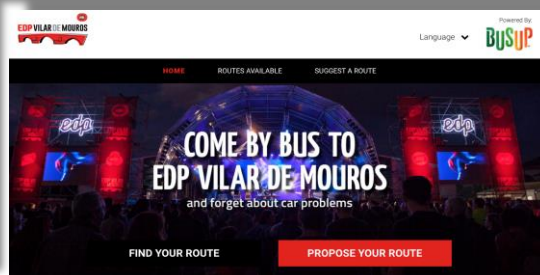 EDP VILAR DE MOUROS
Language
Powered By
BUSUP
HOME ROUTES AVAILABLE SUGGEST A ROUTE
edp
edp
COME BY BUS TO
EDP VILAR DE MOUROS
and forget about car problems
FIND YOUR ROUTE PROPOSE YOUR ROUTE